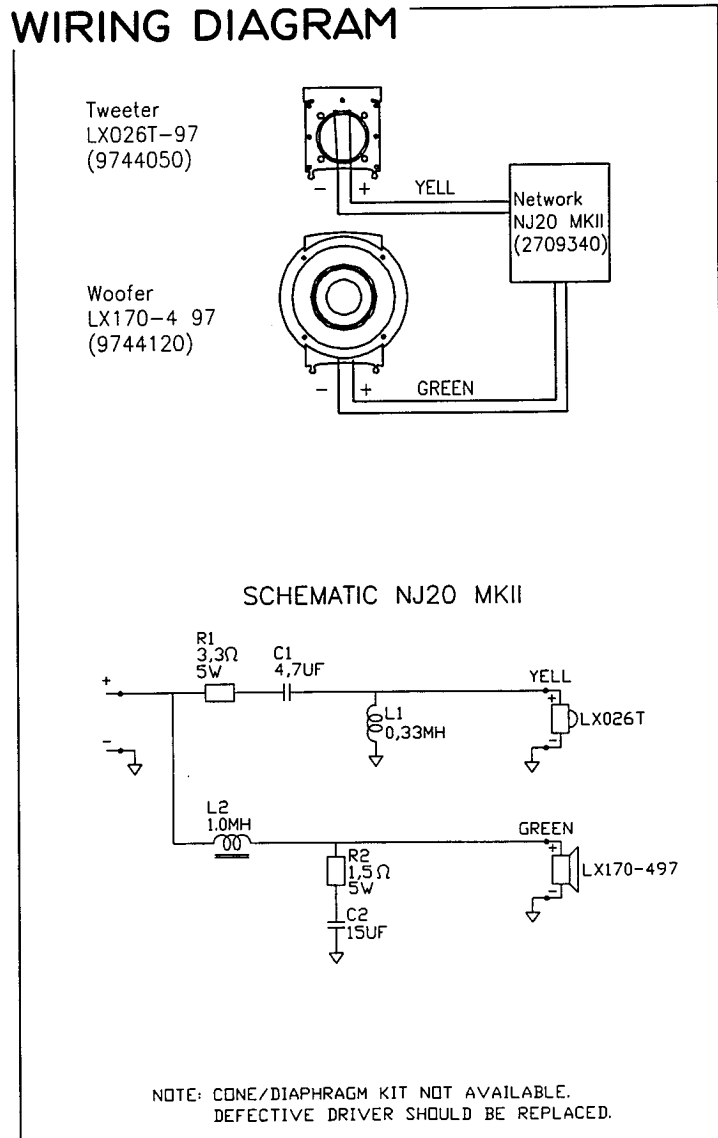 WIRING DIAGRAM
Tweeter
LX026T-97
(9744050)
- +
YELL
Network
NJ20 MKII
(2709340)
Woofer
LX170-4 97
(9744120)
- +
GREEN
SCHEMATIC NJ20 MKII
R1
3,3Ω
5W
C1
4,7UF
YELL
+
+
L1
0,33MH
LX026T
-
-
L2
1.0MH
GREEN
+
R2
1,5Ω
5W
LX170-497
-
C2
15UF
NOTE: CONE/DIAPHRAGM KIT NOT AVAILABLE.
DEFECTIVE DRIVER SHOULD BE REPLACED.